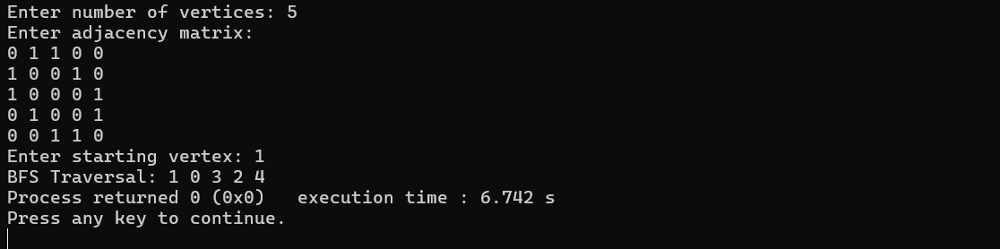 Enter number of vertices: 5
Enter adjacency matrix:
0 1 1 0 0
1 0 0 1 0
1 0 0 0 1
0 1 0 0 1
0 0 1 1 0
Enter starting vertex: 1
BFS Traversal: 1 0 3 2 4
Process returned 0 (0x0)   execution time : 6.742 s
Press any key to continue.